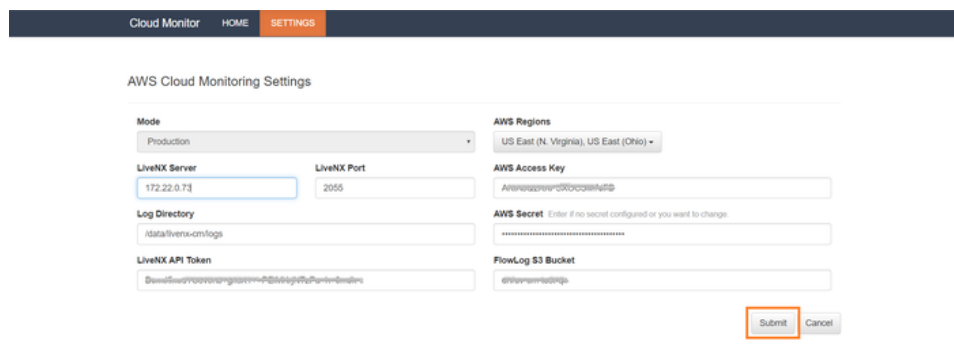 Cloud Monitor HOME SETTINGS
AWS Cloud Monitoring Settings
Mode
Production
AWS Regions
US East (N. Virginia), US East (Ohio)
LiveNX Server
LiveNX Port
172.22.0.73
2055
AWS Access Key
Log Directory
/data/livenx-cm/logs
AWS Secret Enter if no secret configured or you want to change.
LiveNX API Token
FlowLog S3 Bucket
Submit Cancel